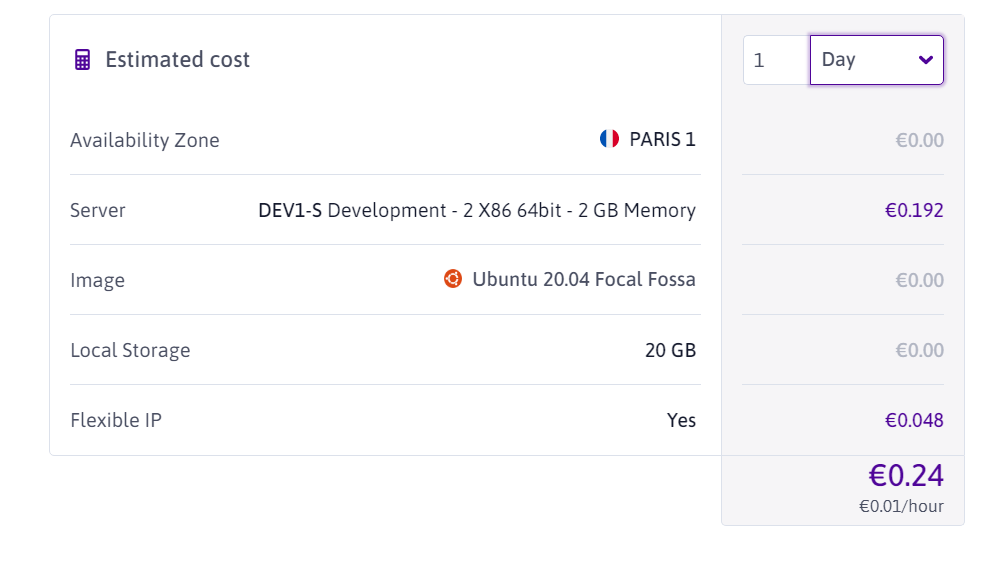 Estimated cost 1 Day
Availability Zone PARIS 1 €0.00
Server DEV1-S Development - 2 X86 64bit - 2 GB Memory €0.192
Image Ubuntu 20.04 Focal Fossa €0.00
Local Storage 20 GB €0.00
Flexible IP Yes €0.048
€0.24
€0.01/hour